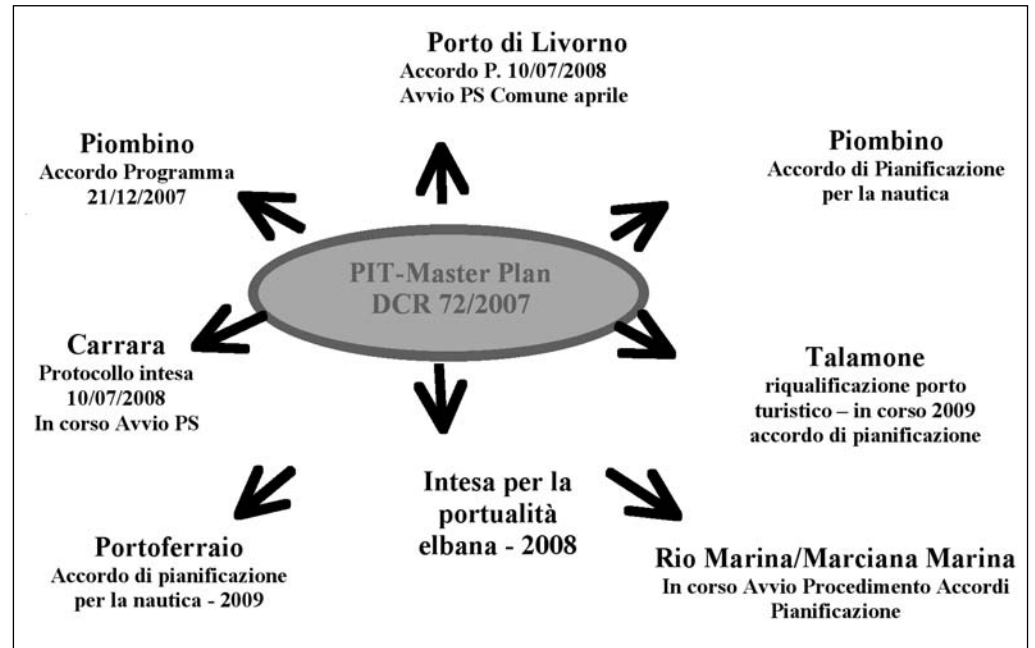 Porto di Livorno
Accordo P. 10/07/2008
Avvio PS Comune aprile
Piombino
Accordo Programma
21/12/2007
Piombino
Accordo di Pianificazione
per la nautica
PIT-Master Plan
DCR 72/2007
Carrara
Protocollo intesa
10/07/2008
In corso Avvio PS
Talamone
riqualificazione porto
turistico – in corso 2009
accordo di pianificazione
Intesa per la
portualità
elbana - 2008
Portoferraio
Accordo di pianificazione
per la nautica - 2009
Rio Marina/Marciana Marina
In corso Avvio Procedimento Accordi
Pianificazione